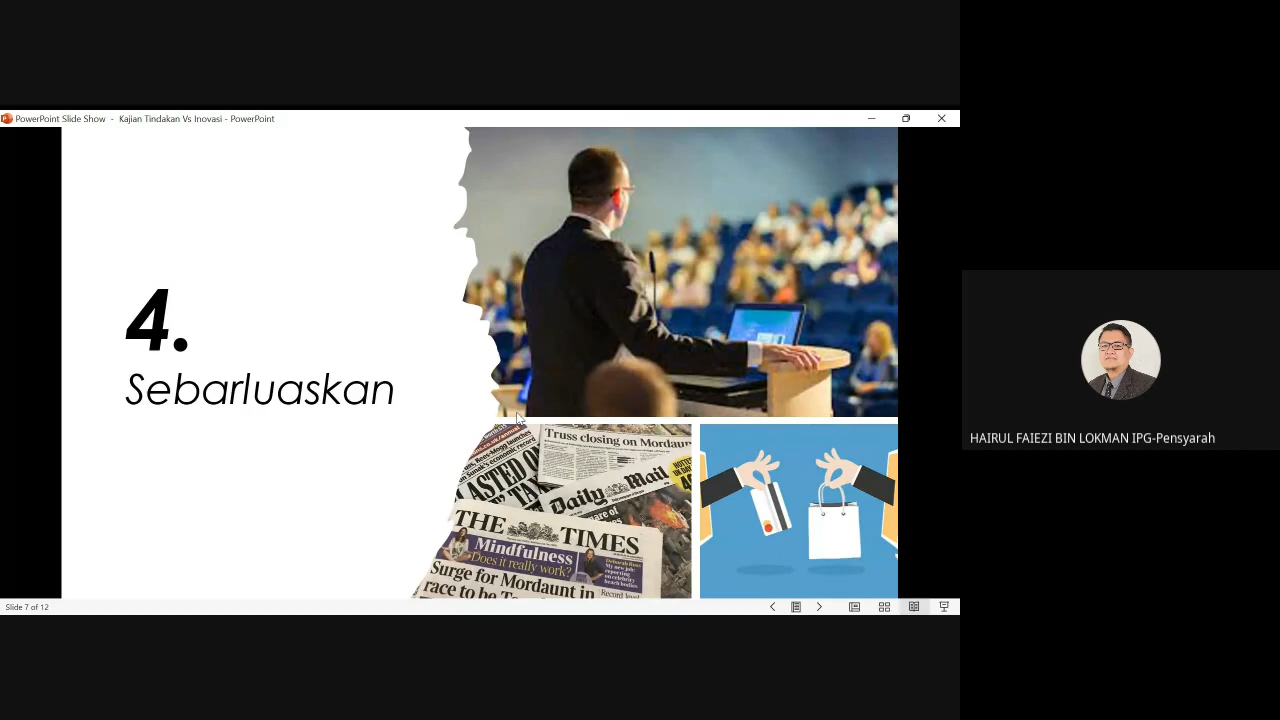 PowerPoint Slide Show - Kajian Tindakan Vs Inovasi - PowerPoint
4.
Sebarluaskan
Truss closing on Mordaunt
Daily Mail
THE TIMES
Mindfulness
Does it really work?
Surge for Mordaunt in
race to be
Record
Slide 7 of 12
HAIRUL FAIEZI BIN LOKMAN IPG-Pensyarah